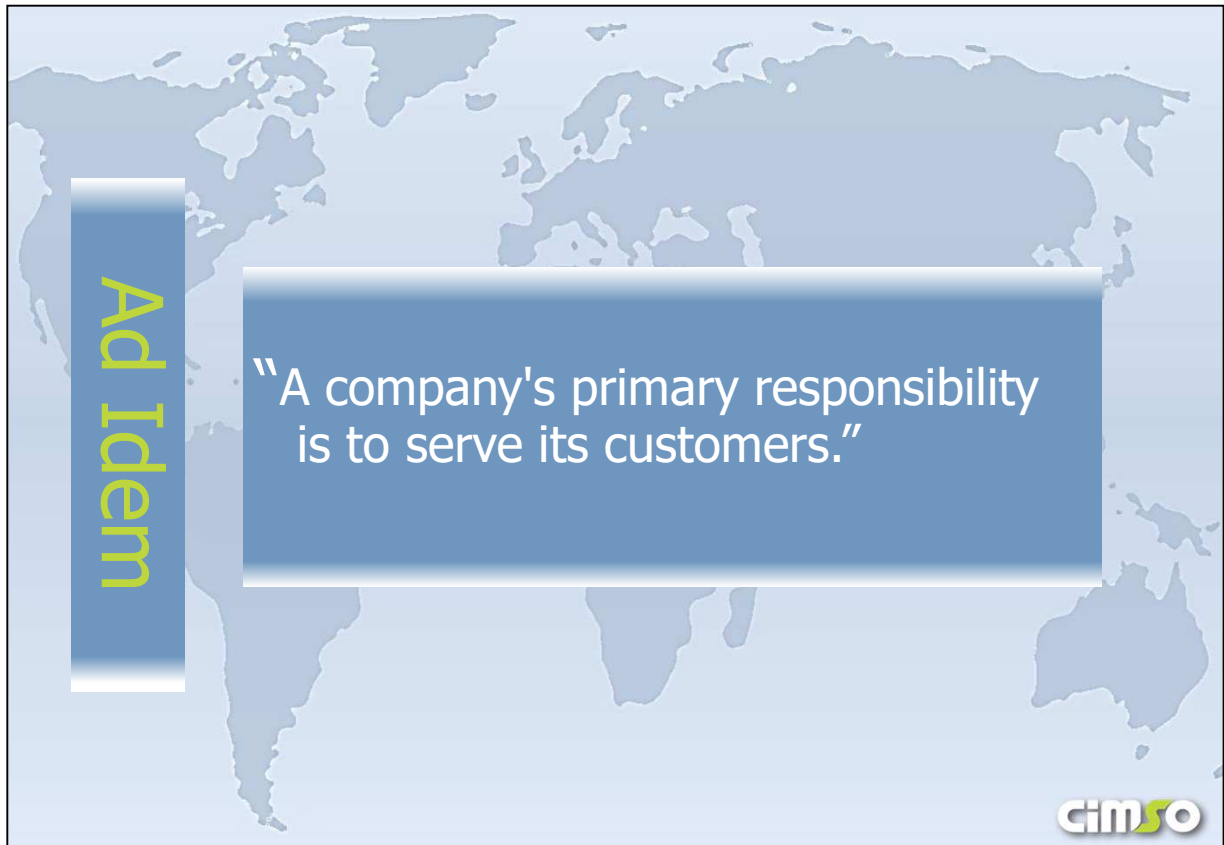 Ad Idem
“A company's primary responsibility
is to serve its customers.”
cimso